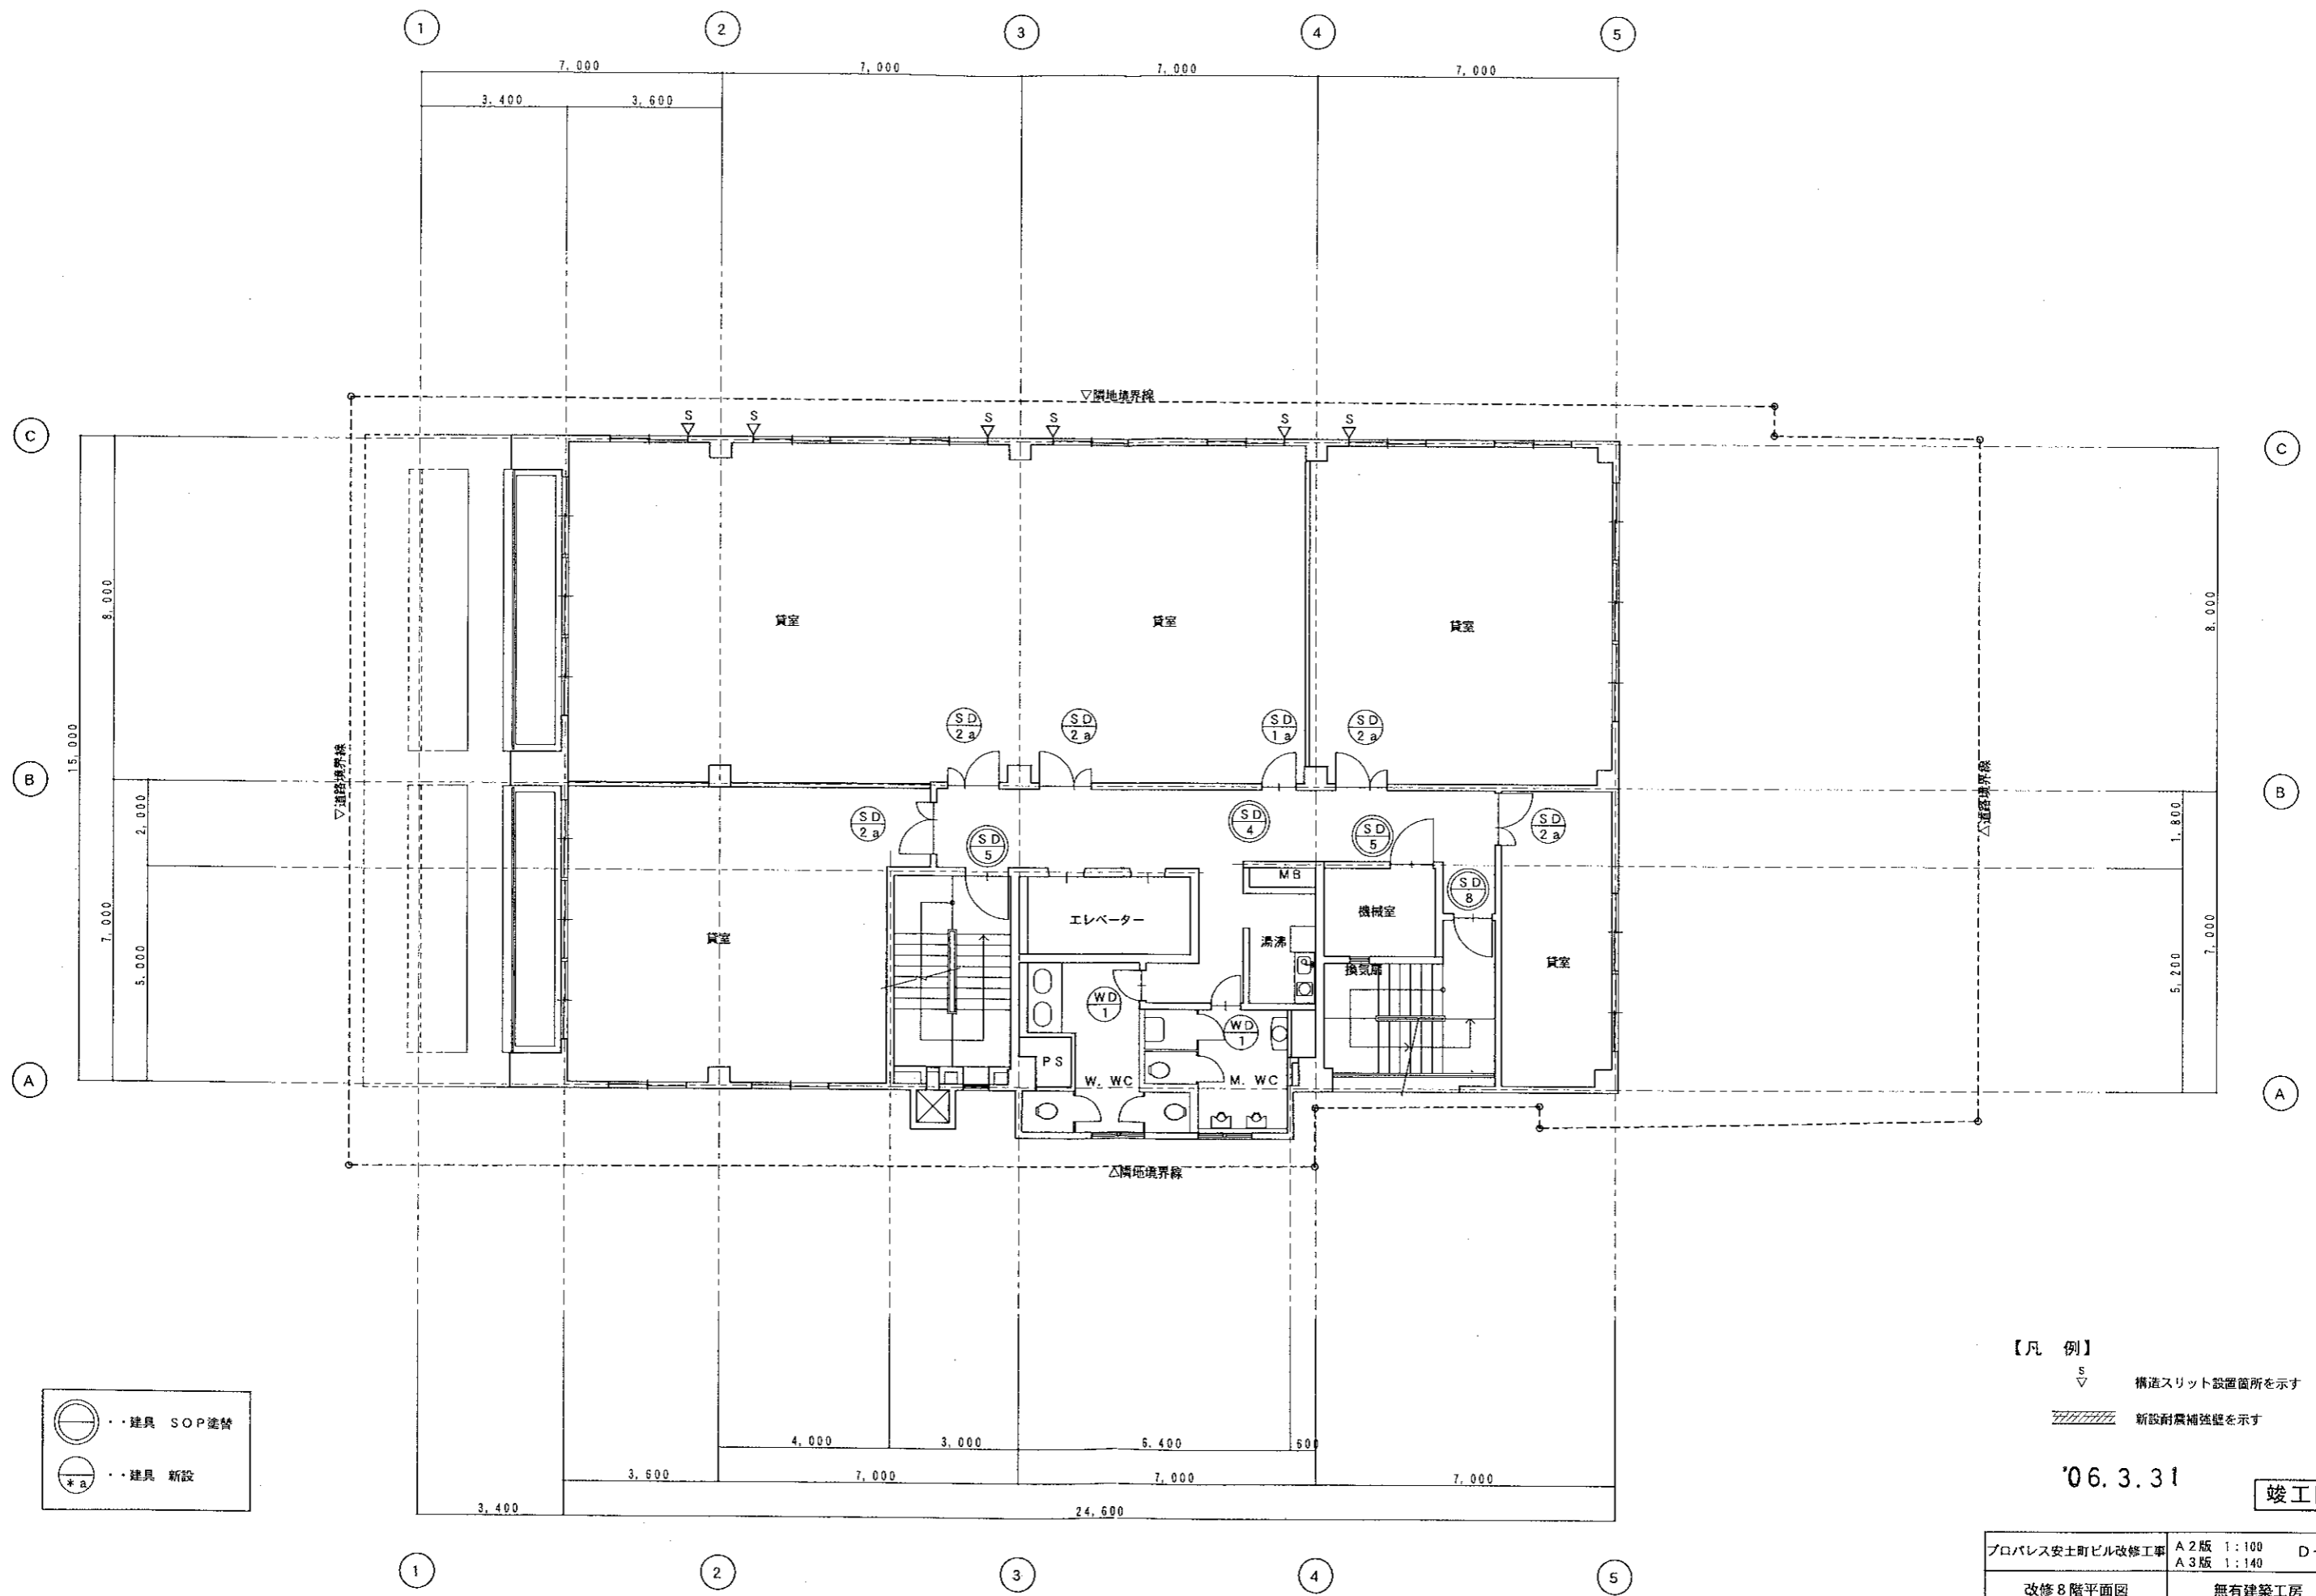 1 2 3 4 5
7,000 7,000 7,000 7,000
3,400 3,600
▽隣地境界線
S S S S S S
C C
8,000 8,000
15,000
貸室 貸室 貸室
SD 2a SD 2a SD 1a SD 2a
▽道路境界線
△道路境界線
B B
2,000 1,800
SD 2a SD 5 SD 4 SD 5 SD 2a
MB
SD 8
7,000 7,000
5,000 5,200
貸室 エレベーター 湯沸 機械室 貸室
換気扇
WD 1 WD 1
PS W.WC M.WC
A A
△隣地境界線
【凡 例】
S
▽ 構造スリット設置箇所を示す
新設耐震補強壁を示す
・・建具 SOP塗替
*a ・・建具 新設
4,000 3,000 6,400 600
3,600 7,000 7,000 7,000
3,400 24,600
'06.3.31
竣工
プロパレス安土町ビル改修工事 A2版 1:100 D
A3版 1:140
改修8階平面図 無有建築工房
1 2 3 4 5